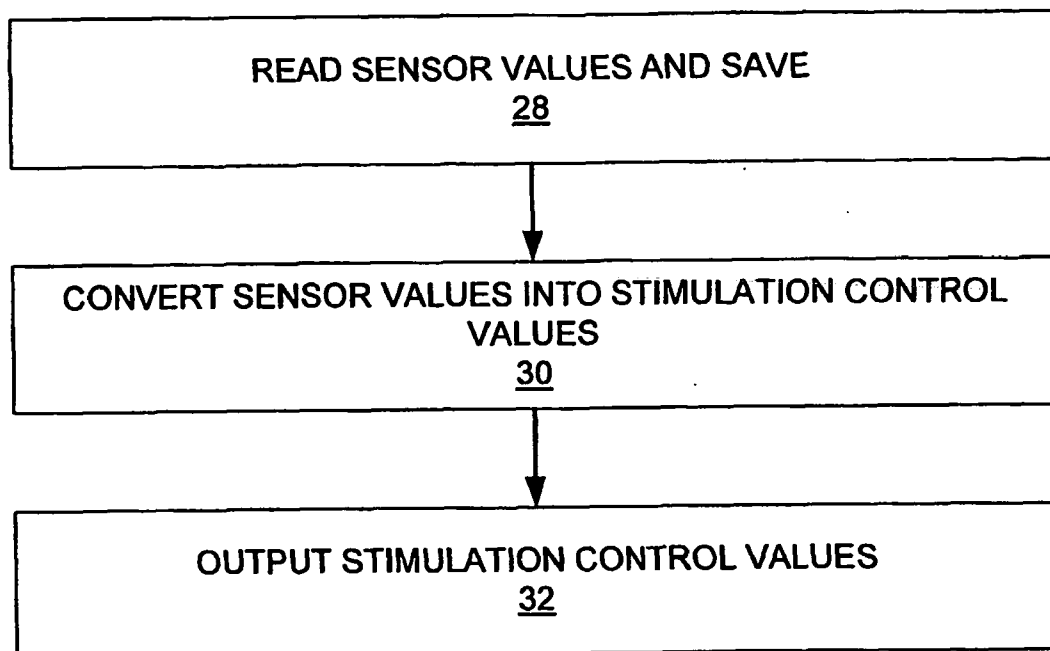 READ SENSOR VALUES AND SAVE
28
CONVERT SENSOR VALUES INTO STIMULATION CONTROL
VALUES
30
OUTPUT STIMULATION CONTROL VALUES
32